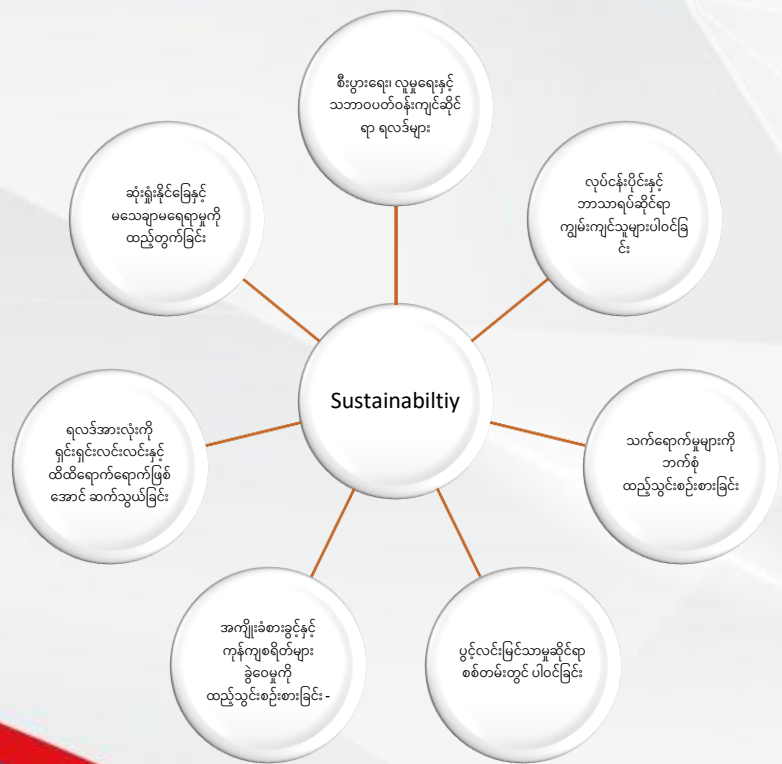 စီးပွားရေး၊ လူမှုရေးနှင့်
သဘာဝပတ်ဝန်းကျင်ဆိုင်
ရာ ရလဒ်များ
လုပ်ငန်းပိုင်းနှင့်
ဘာသာရပ်ဆိုင်ရာ
ကျွမ်းကျင်သူများပါဝင်ခြ
င်း
သက်ရောက်မှုများကို
ဘက်စုံ
ထည့်သွင်းစဉ်းစားခြင်း
ပွင့်လင်းမြင်သာမှုဆိုင်ရာ
စစ်တမ်းတွင် ပါဝင်ခြင်း
အကျိုးခံစားခွင့်နှင့်
ကုန်ကျစရိတ်များ
ခွဲဝေမှုကို
ထည့်သွင်းစဉ်းစားခြင်း -
ရလဒ်အားလုံးကို
ရှင်းရှင်းလင်းလင်းနှင့်
ထိထိရောက်ရောက်ဖြစ်
အောင် ဆက်သွယ်ခြင်း
ဆုံးရှုံးနိုင်ခြေနှင့်
မသေချာမရေရာမှုကို
ထည့်တွက်ခြင်း
Sustainabiltiy